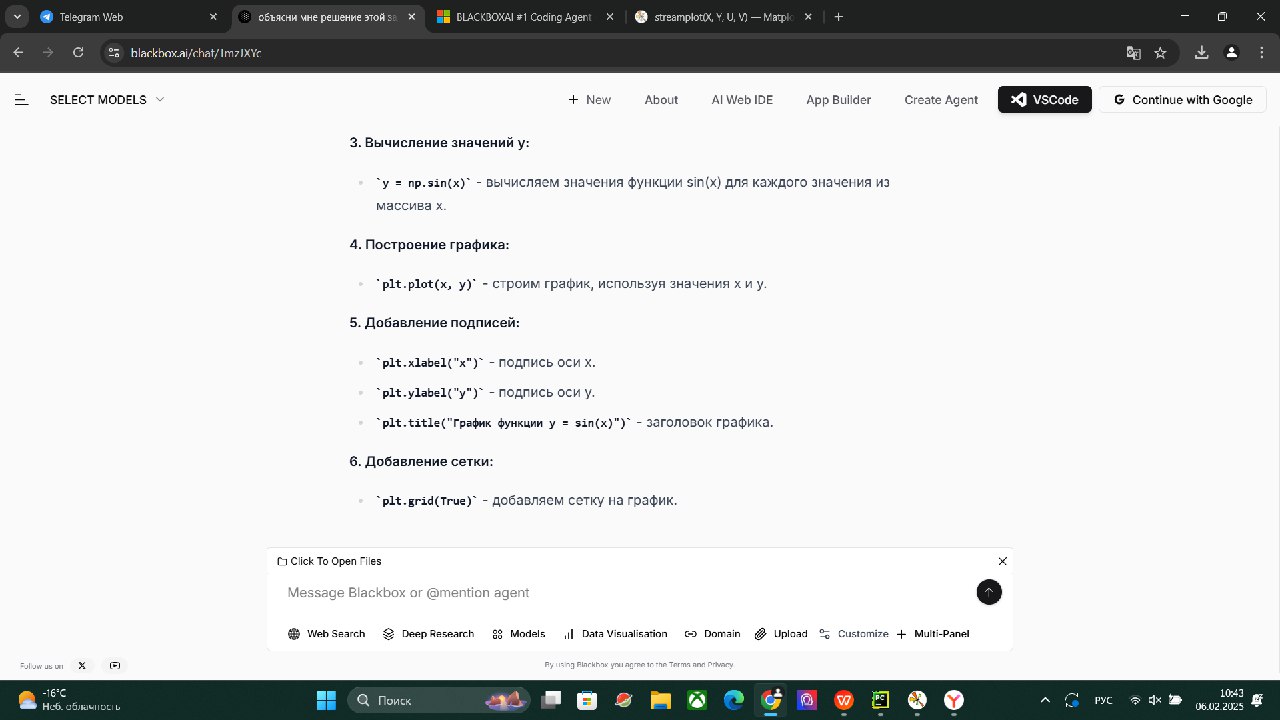 Telegram Web
объясни мне решение этой за
BLACKBOXAI #1 Coding Agent
streamplot(X, Y, U, V) — Matplo
blackbox.ai/chat/1mzJXYc
SELECT MODELS
New
About
AI Web IDE
App Builder
Create Agent
VSCode
Continue with Google
3. Вычисление значений y:
`y = np.sin(x)` - вычисляем значения функции sin(x) для каждого значения из
массива x.
4. Построение графика:
`plt.plot(x, y)` - строим график, используя значения x и y.
5. Добавление подписей:
`plt.xlabel("x")` - подпись оси x.
`plt.ylabel("y")` - подпись оси y.
`plt.title("График функции y = sin(x)")` - заголовок графика.
6. Добавление сетки:
`plt.grid(True)` - добавляем сетку на график.
Click To Open Files
Message Blackbox or @mention agent
Web Search
Deep Research
Models
Data Visualisation
Domain
Upload
Customize
Multi-Panel
Follow us on
By using Blackbox you agree to the Terms and Privacy.
-16°C
Неб. облачность
Поиск
РУС
10:43
06.02.2025